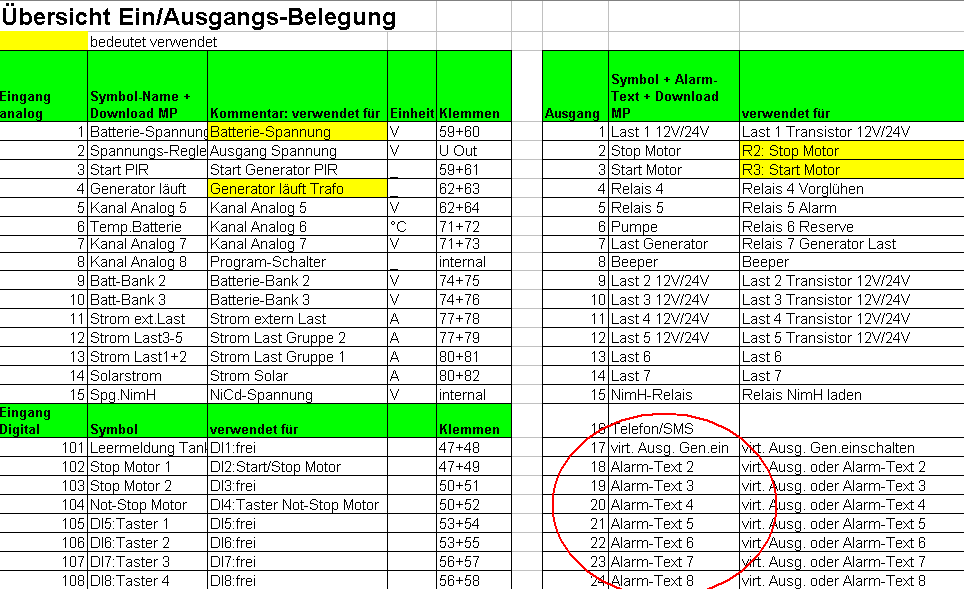 Übersicht Ein/Ausgangs-Belegung
bedeutet verwendet
Eingang analog Symbol-Name + Download MP Kommentar: verwendet für Einheit Klemmen
1 Batterie-Spannung Batterie-Spannung V 59+60
2 Spannungs-Regle Ausgang Spannung V U Out
3 Start PIR Start Generator PIR _ 59+61
4 Generator läuft Generator läuft Trafo _ 62+63
5 Kanal Analog 5 Kanal Analog 5 V 62+64
6 Temp.Batterie Kanal Analog 6 °C 71+72
7 Kanal Analog 7 Kanal Analog 7 V 71+73
8 Kanal Analog 8 Program-Schalter _ internal
9 Batt-Bank 2 Batterie-Bank 2 V 74+75
10 Batt-Bank 3 Batterie-Bank 3 V 74+76
11 Strom ext.Last Strom extern Last A 77+78
12 Strom Last3-5 Strom Last Gruppe 2 A 77+79
13 Strom Last1+2 Strom Last Gruppe 1 A 80+81
14 Solarstrom Strom Solar A 80+82
15 Spg.NimH NiCd-Spannung V internal
Eingang Digital Symbol verwendet für Klemmen
101 Leermeldung Tank DI1:frei 47+48
102 Stop Motor 1 DI2:Start/Stop Motor 47+49
103 Stop Motor 2 DI3:frei 50+51
104 Not-Stop Motor DI4:Taster Not-Stop Motor 50+52
105 DI5:Taster 1 DI5:frei 53+54
106 DI6:Taster 2 DI6:frei 53+55
107 DI7:Taster 3 DI7:frei 56+57
108 DI8:Taster 4 DI8:frei 56+58
Ausgang Symbol + Alarm-Text + Download MP verwendet für
1 Last 1 12V/24V Last 1 Transistor 12V/24V
2 Stop Motor R2: Stop Motor
3 Start Motor R3: Start Motor
4 Relais 4 Relais 4 Vorglühen
5 Relais 5 Relais 5 Alarm
6 Pumpe Relais 6 Reserve
7 Last Generator Relais 7 Generator Last
8 Beeper Beeper
9 Last 2 12V/24V Last 2 Transistor 12V/24V
10 Last 3 12V/24V Last 3 Transistor 12V/24V
11 Last 4 12V/24V Last 4 Transistor 12V/24V
12 Last 5 12V/24V Last 5 Transistor 12V/24V
13 Last 6 Last 6
14 Last 7 Last 7
15 NimH-Relais Relais NimH laden
16 Telefon/SMS
17 virt. Ausg. Gen.ein virt. Ausg. Gen.einschalten
18 Alarm-Text 2 virt. Ausg. oder Alarm-Text 2
19 Alarm-Text 3 virt. Ausg. oder Alarm-Text 3
20 Alarm-Text 4 virt. Ausg. oder Alarm-Text 4
21 Alarm-Text 5 virt. Ausg. oder Alarm-Text 5
22 Alarm-Text 6 virt. Ausg. oder Alarm-Text 6
23 Alarm-Text 7 virt. Ausg. oder Alarm-Text 7
24 Alarm-Text 8 virt. Ausg. oder Alarm-Text 8